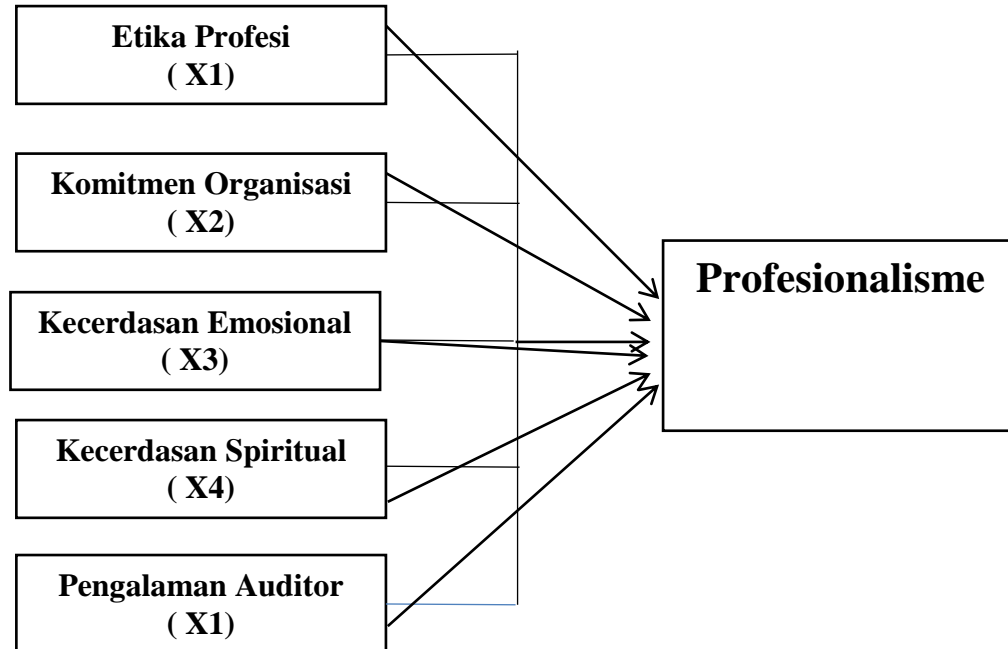 Etika Profesi
( X1)
Komitmen Organisasi
( X2)
Kecerdasan Emosional
( X3)
Kecerdasan Spiritual
( X4)
Pengalaman Auditor
( X1)
Profesionalisme